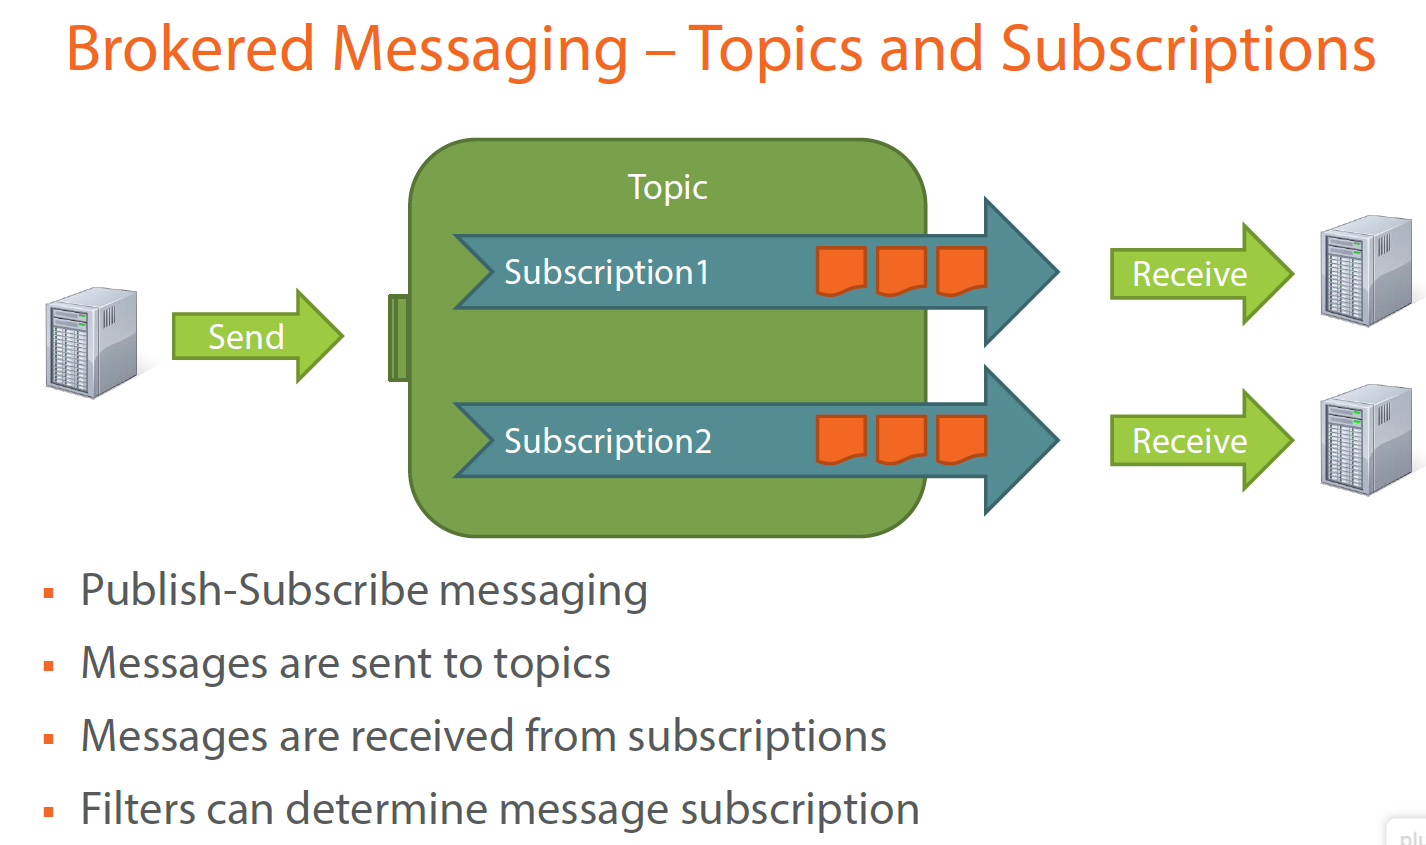 Brokered Messaging – Topics and Subscriptions
Topic
Subscription1
Receive
Send
Subscription2
Receive
▪ Publish-Subscribe messaging
▪ Messages are sent to topics
▪ Messages are received from subscriptions
▪ Filters can determine message subscription